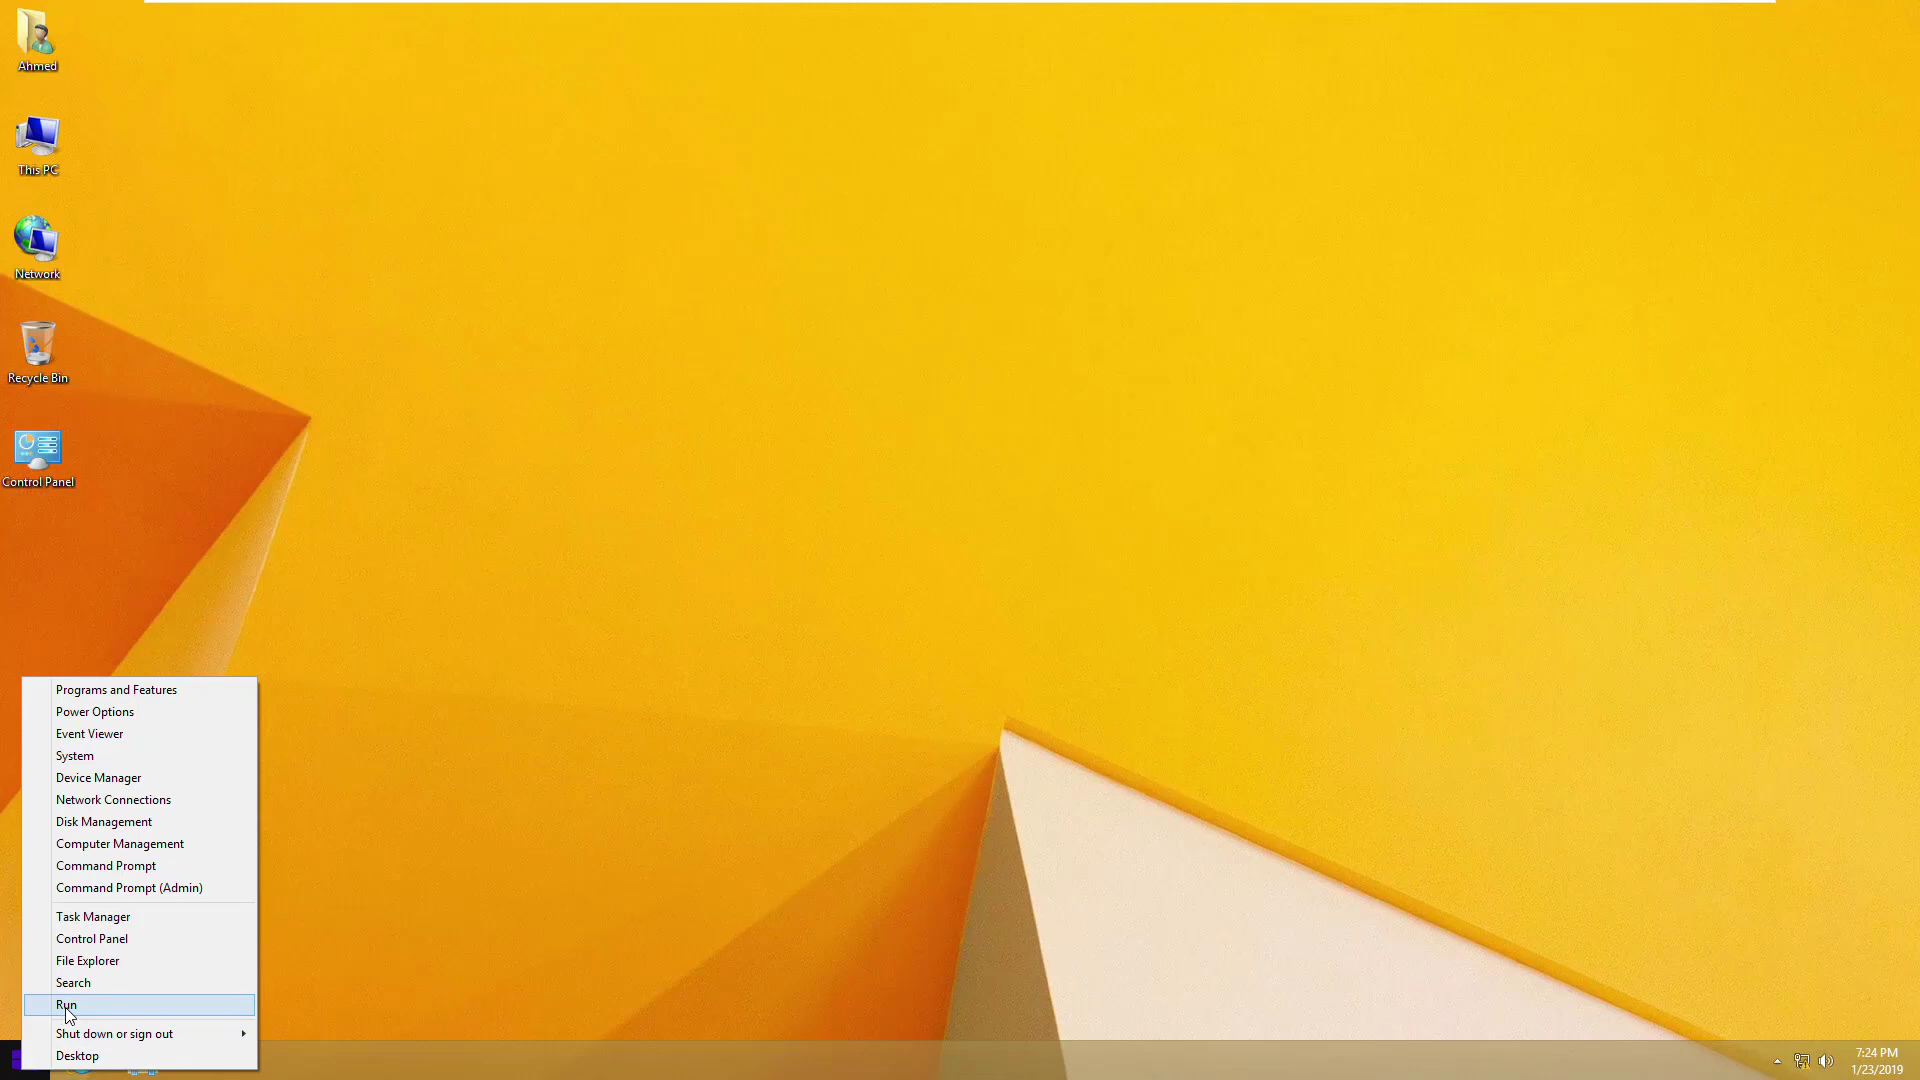 Ahmed
This PC
Network
Recycle Bin
Control Panel
Programs and Features
Power Options
Event Viewer
System
Device Manager
Network Connections
Disk Management
Computer Management
Command Prompt
Command Prompt (Admin)
Task Manager
Control Panel
File Explorer
Search
Run
Shut down or sign out
Desktop
7:24 PM
1/23/2019